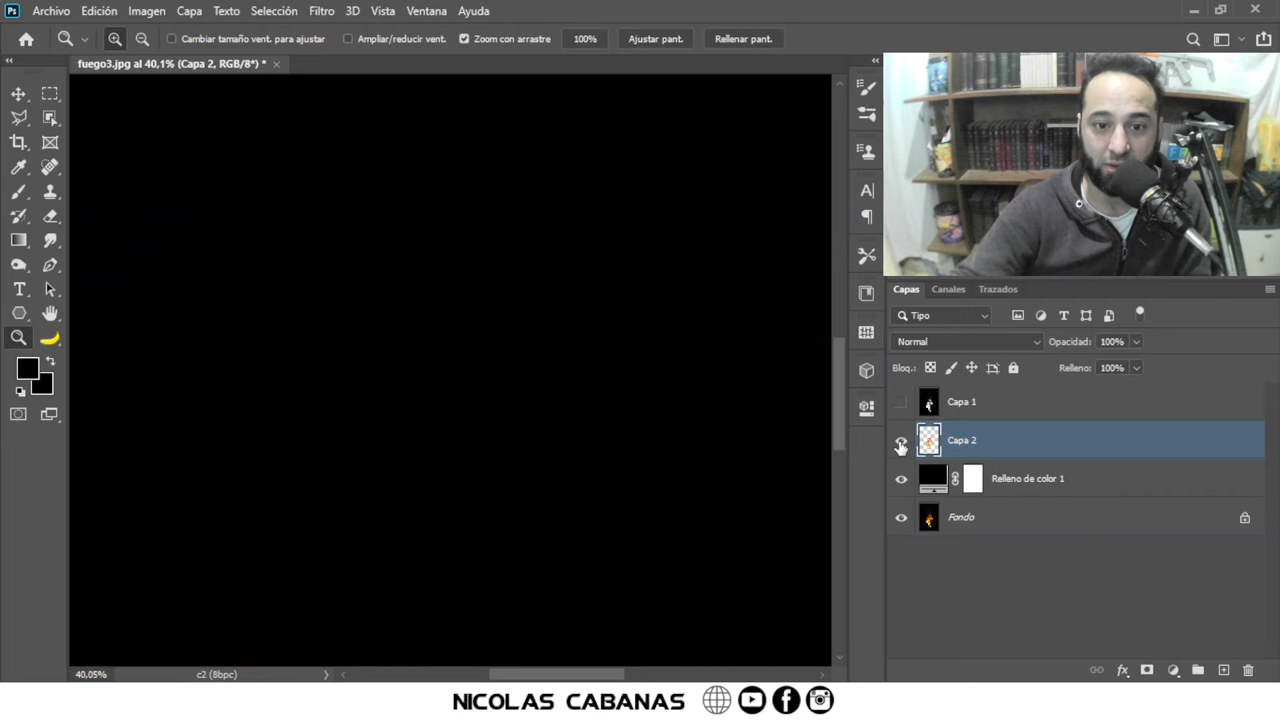 Ps Archivo Edición Imagen Capa Texto Selección Filtro 3D Vista Ventana Ayuda
Cambiar tamaño vent. para ajustar Ampliar/reducir vent. Zoom con arrastre 100% Ajustar pant. Rellenar pant.
fuego3.jpg al 40,1% (Capa 2, RGB/8*) *
Capas Canales Trazados
Tipo
Normal Opacidad: 100%
Bloq.: Relleno: 100%
Capa 1
Capa 2
Relleno de color 1
Fondo
40,05% c2 (8bpc)
NICOLAS CABANAS